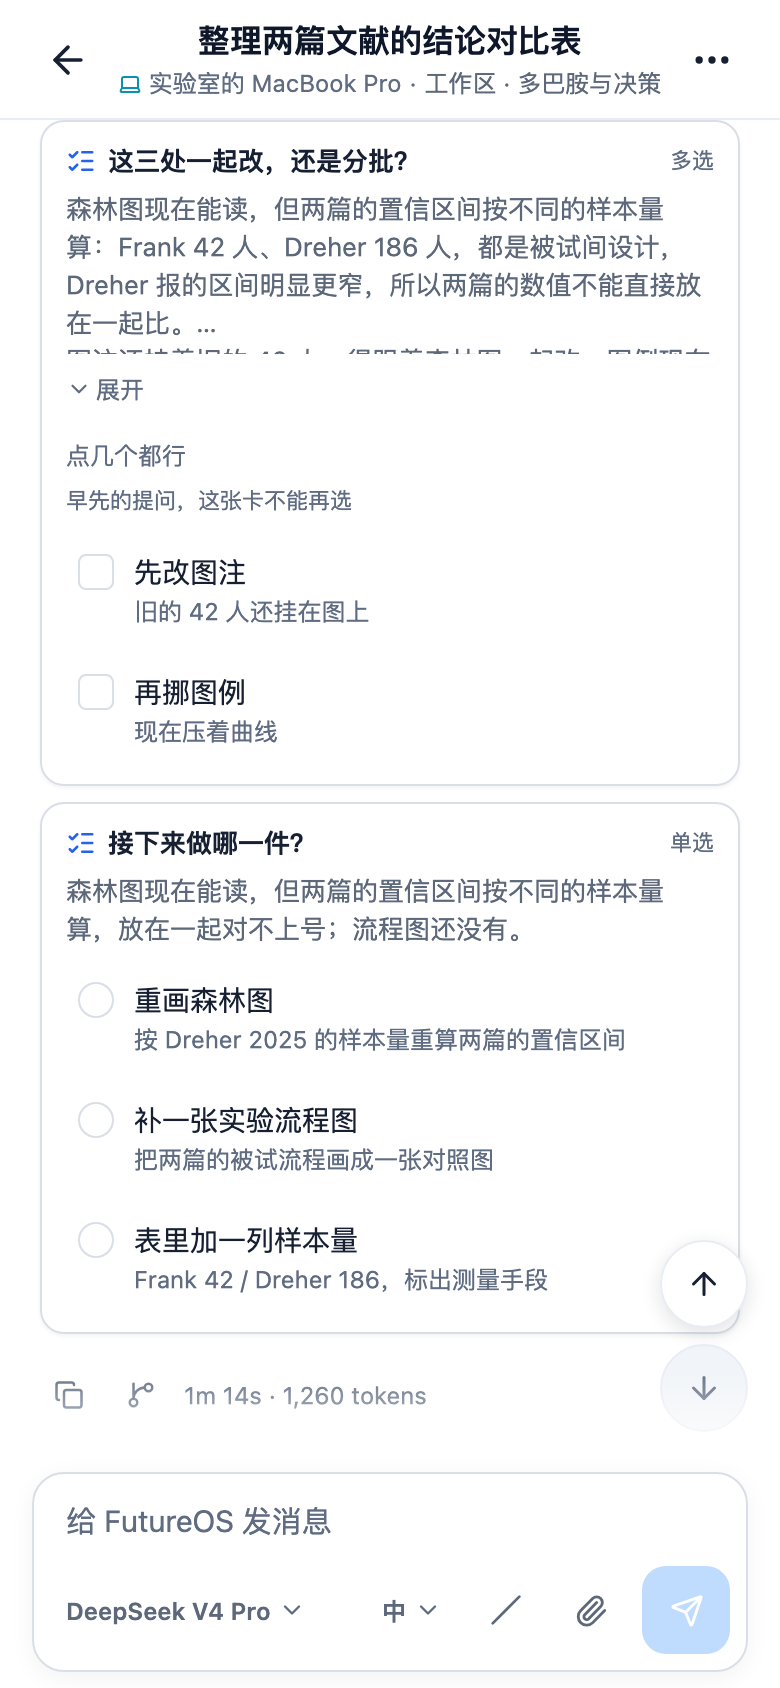 整理两篇文献的结论对比表
实验室的 MacBook Pro · 工作区 · 多巴胺与决策
这三处一起改，还是分批？
多选
森林图现在能读，但两篇的置信区间按不同的样本量
算：Frank 42 人、Dreher 186 人，都是被试间设计，
Dreher 报的区间明显更窄，所以两篇的数值不能直接放
在一起比。...
展开
点几个都行
早先的提问，这张卡不能再选
先改图注
旧的 42 人还挂在图上
再挪图例
现在压着曲线
接下来做哪一件？
单选
森林图现在能读，但两篇的置信区间按不同的样本量
算，放在一起对不上号；流程图还没有。
重画森林图
按 Dreher 2025 的样本量重算两篇的置信区间
补一张实验流程图
把两篇的被试流程画成一张对照图
表里加一列样本量
Frank 42 / Dreher 186，标出测量手段
1m 14s · 1,260 tokens
给 FutureOS 发消息
DeepSeek V4 Pro
中